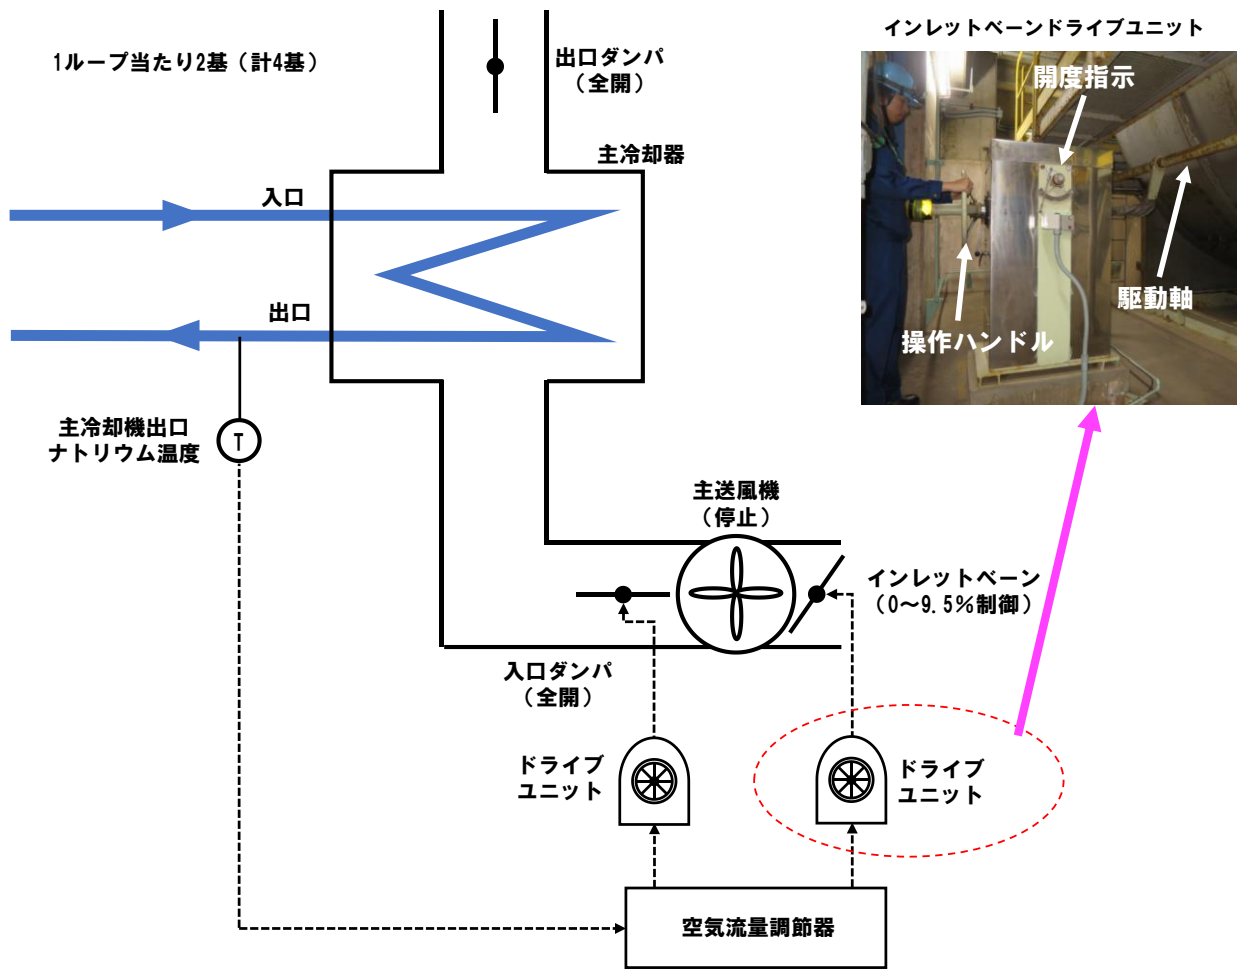 インレットベーンドライブユニット
1ループ当たり2基（計4基）
出口ダンパ
（全開）
開度指示
主冷却器
入口
出口
駆動軸
操作ハンドル
主冷却機出口
ナトリウム温度
T
主送風機
（停止）
インレットベーン
（0～9.5％制御）
入口ダンパ
（全開）
ドライブ
ユニット
ドライブ
ユニット
空気流量調節器